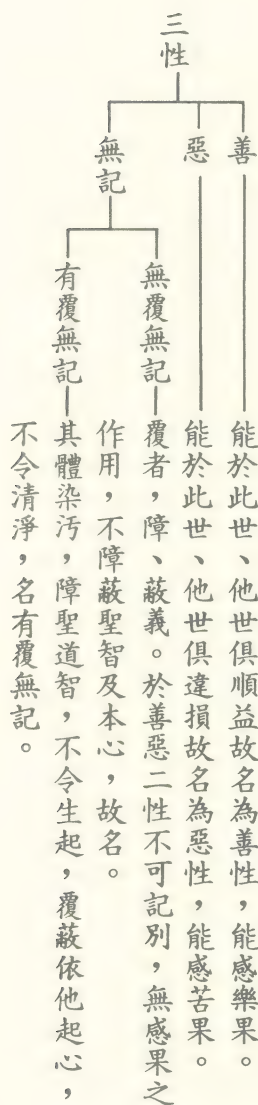 三性
善
能於此世、他世俱順益故名為善性,能感樂果。
惡
能於此世、他世俱違損故名為惡性,能感苦果。
無記
無覆無記
覆者,障、蔽義。於善惡二性不可記別,無感果之
作用,不障蔽聖智及本心,故名。
有覆無記
其體染污,障聖道智,不令生起,覆蔽依他起心,
不令清淨,名有覆無記。